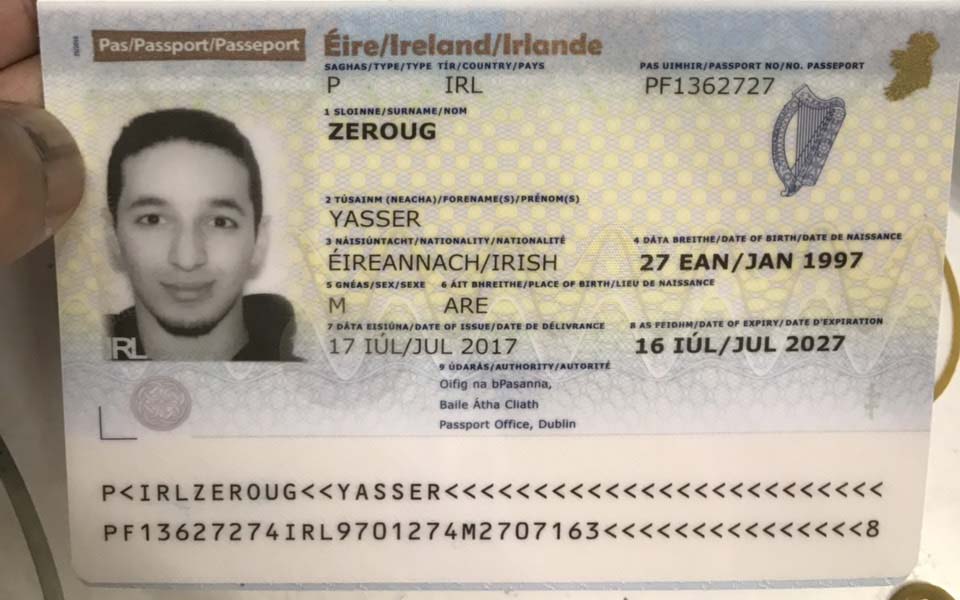 Pas/Passport/Passeport
Éire/Ireland/Irlande
SAGHAS/TYPE/TYPE TÍR/COUNTRY/PAYS PAS UIMHIR/PASSPORT NO/NO. PASSEPORT
P IRL PF1362727
1 SLOINNE/SURNAME/NOM
ZEROUG
2 TÚSAINM (NEACHA)/FORENAME(S)/PRÉNOM(S)
YASSER
3 NÁISIÚNTACHT/NATIONALITY/NATIONALITÉ 4 DÁTA BREITHE/DATE OF BIRTH/DATE DE NAISSANCE
ÉIREANNACH/IRISH 27 EAN/JAN 1997
5 GNÉAS/SEX/SEXE 6 ÁIT BHREITHE/PLACE OF BIRTH/LIEU DE NAISSANCE
M ARE
7 DÁTA EISIÚNA/DATE OF ISSUE/DATE DE DÉLIVRANCE 8 AS FEIDHM/DATE OF EXPIRY/DATE D'EXPIRATION
17 IÚL/JUL 2017 16 IÚL/JUL 2027
9 ÚDARÁS/AUTHORITY/AUTORITÉ
Oifig na bPasanna,
Baile Átha Cliath
Passport Office, Dublin
IRL
P<IRLZEROUG<<YASSER<<<<<<<<<<<<<<<<<<<<<<<<<
PF13627274IRL9701274M2707163<<<<<<<<<<<<<<<8